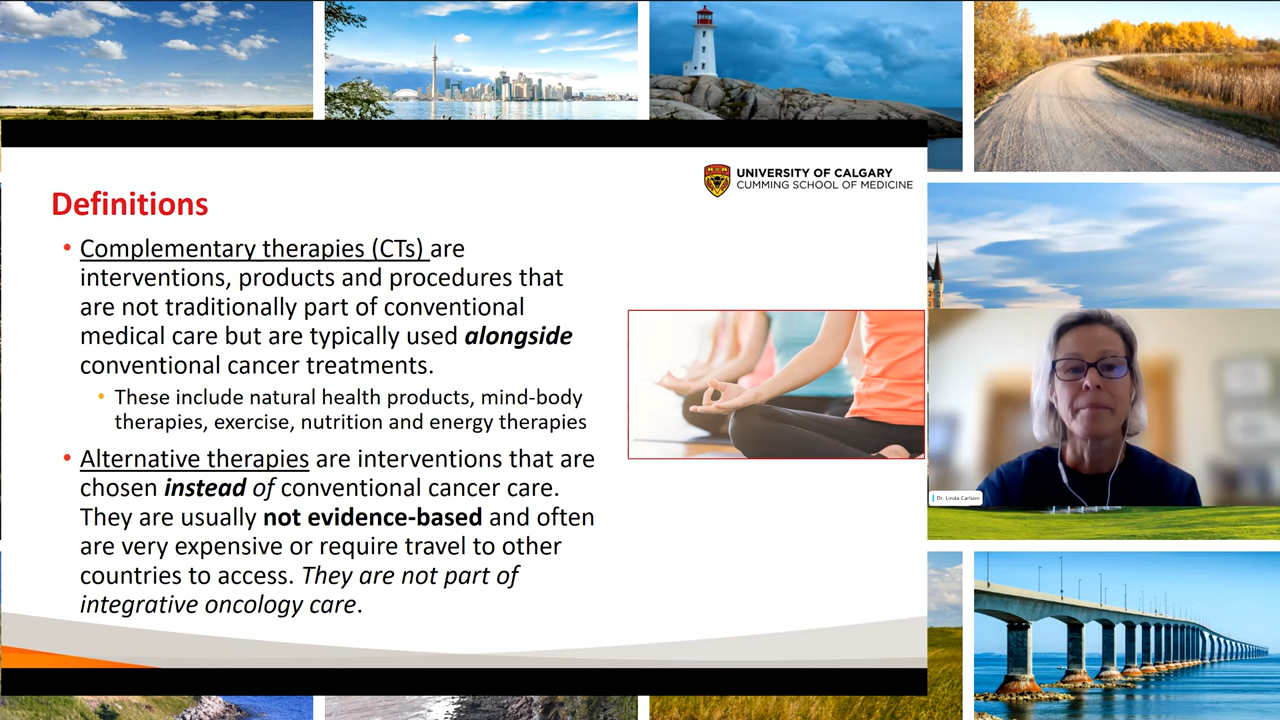 UNIVERSITY OF CALGARY
CUMMING SCHOOL OF MEDICINE
Definitions
• Complementary therapies (CTs) are
interventions, products and procedures that
are not traditionally part of conventional
medical care but are typically used alongside
conventional cancer treatments.
• These include natural health products, mind-body
therapies, exercise, nutrition and energy therapies
• Alternative therapies are interventions that are
chosen instead of conventional cancer care.
They are usually not evidence-based and often
are very expensive or require travel to other
countries to access. They are not part of
integrative oncology care.
Dr. Linda Carlson